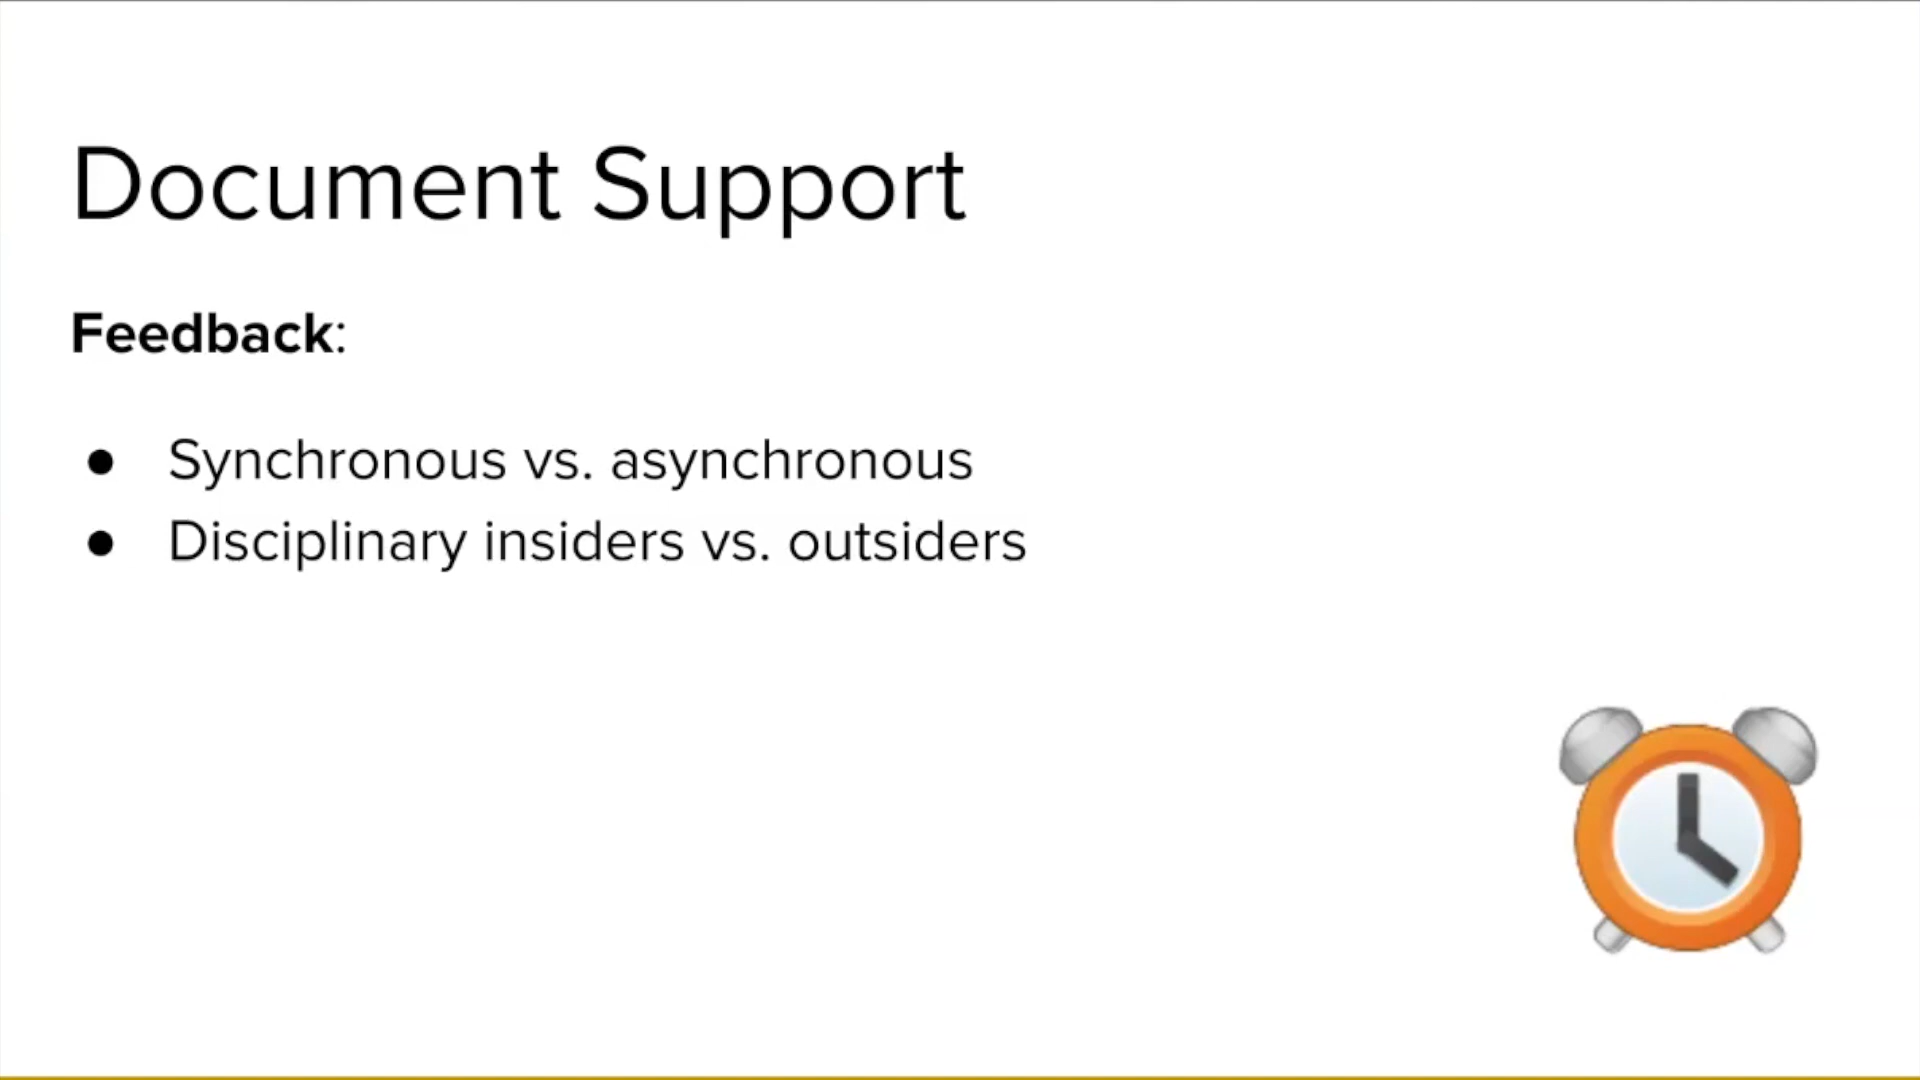 Document Support
Feedback:
● Synchronous vs. asynchronous
● Disciplinary insiders vs. outsiders